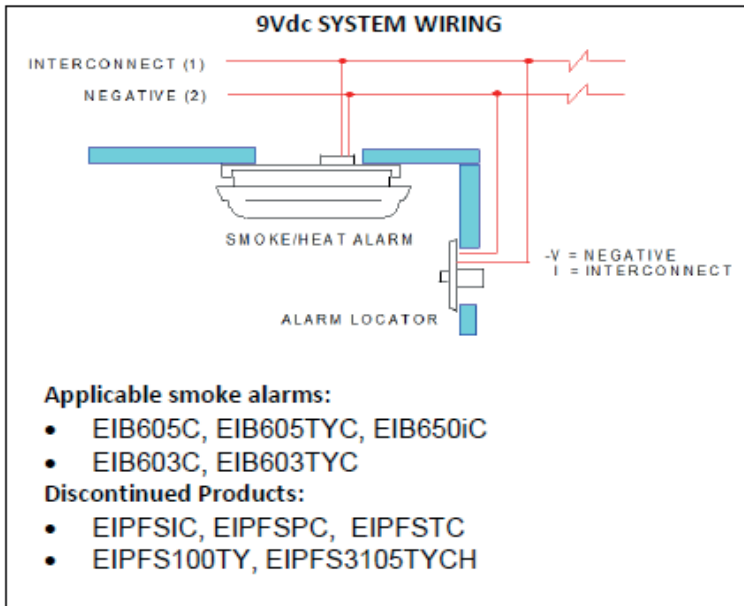 9Vdc SYSTEM WIRING
INTERCONNECT (1)
NEGATIVE (2)
SMOKE/HEAT ALARM
-V = NEGATIVE
I = INTERCONNECT
ALARM LOCATOR
Applicable smoke alarms:
• EIB605C, EIB605TYC, EIB650iC
• EIB603C, EIB603TYC
Discontinued Products:
• EIPFSIC, EIPFSPC, EIPFSTC
• EIPFS100TY, EIPFS3105TYCH